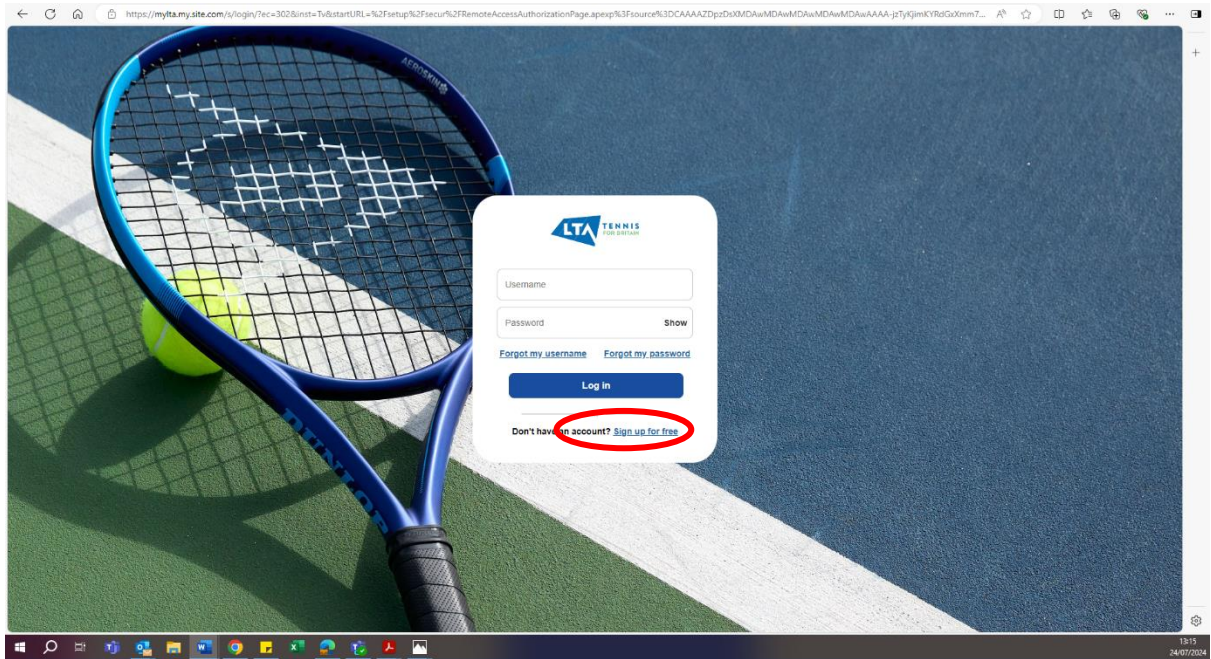 https://mylta.my.site.com/s/login/?ec=302&inst=Tv&startURL=%2Fsetup%2Fsecur%2FRemoteAccessAuthorizationPage.apexp%3Fsource%3DCAAAAZDpzDsXMDAwMDAwMDAwMDAwMDAwAAAA-jzTyKjimKYRdGxXmm7...
AEROSKIN
LTA TENNIS
FOR BRITAIN
Username
Password Show
Forgot my username Forgot my password
Log in
Don't have an account? Sign up for free
DUNLOP
13:15
24/07/2024